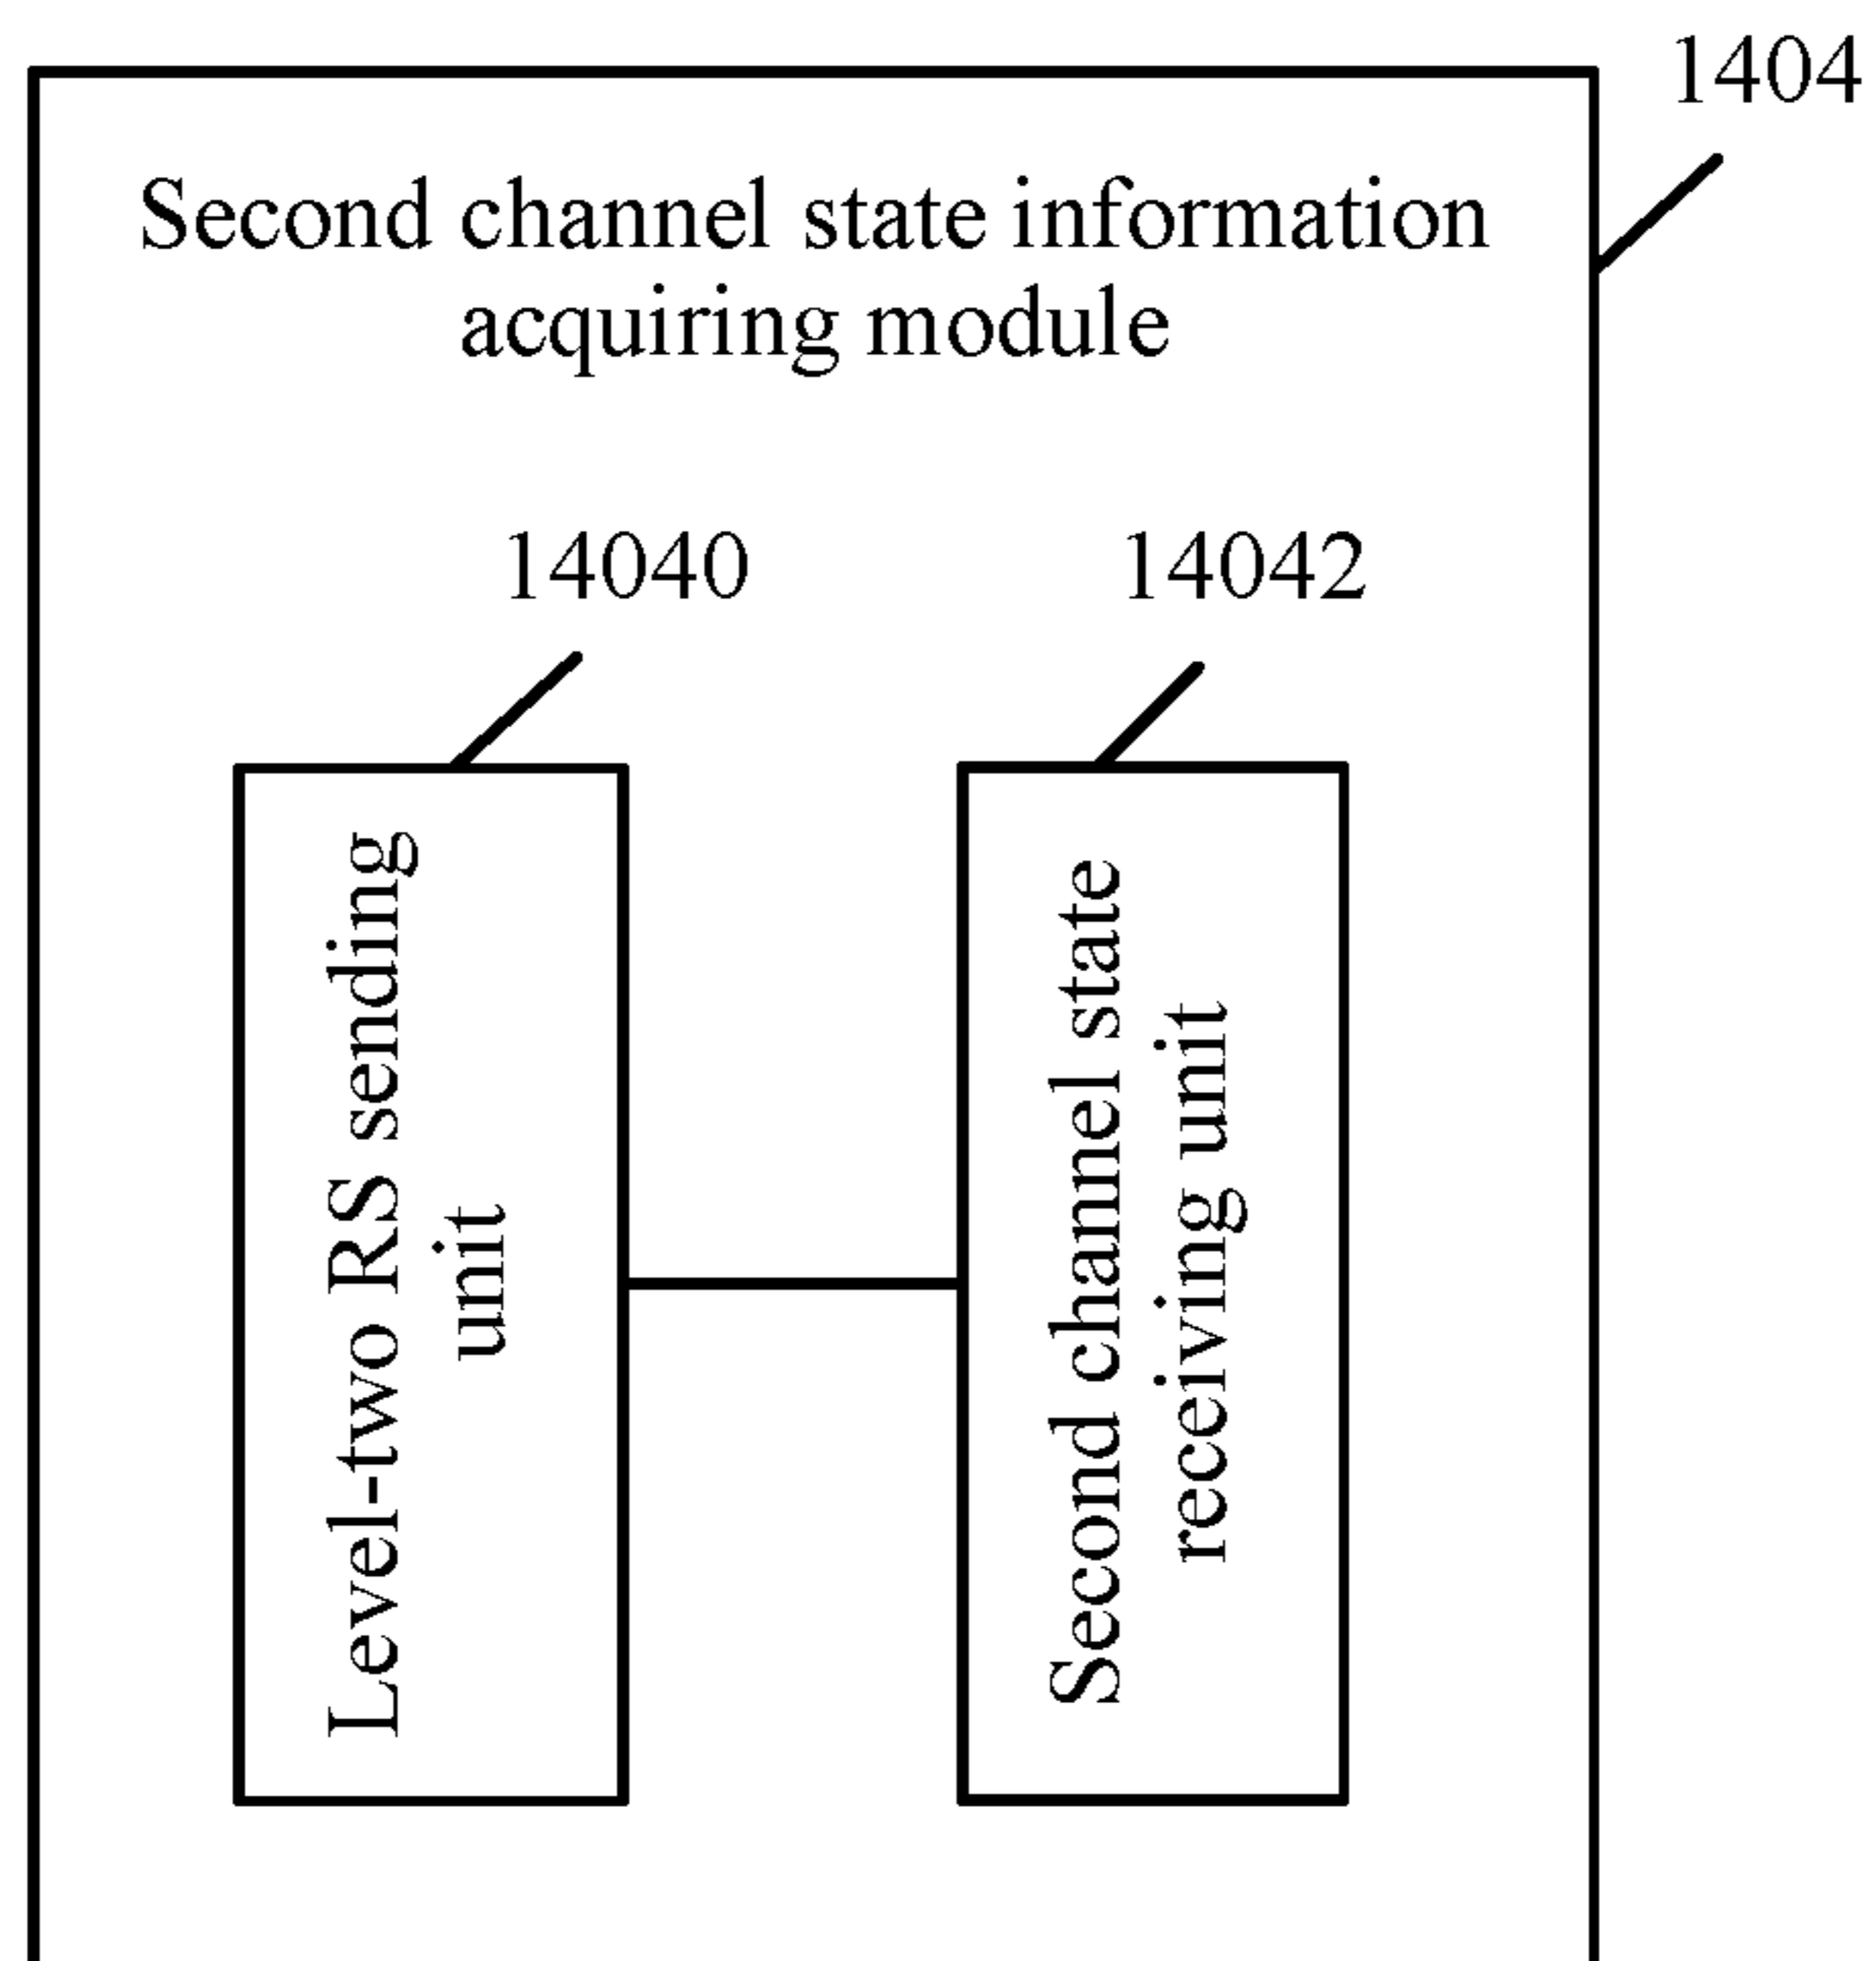 1404
Second channel state information
acquiring module
14040
14042
Level-two RS sending
unit
Second channel state
receiving unit